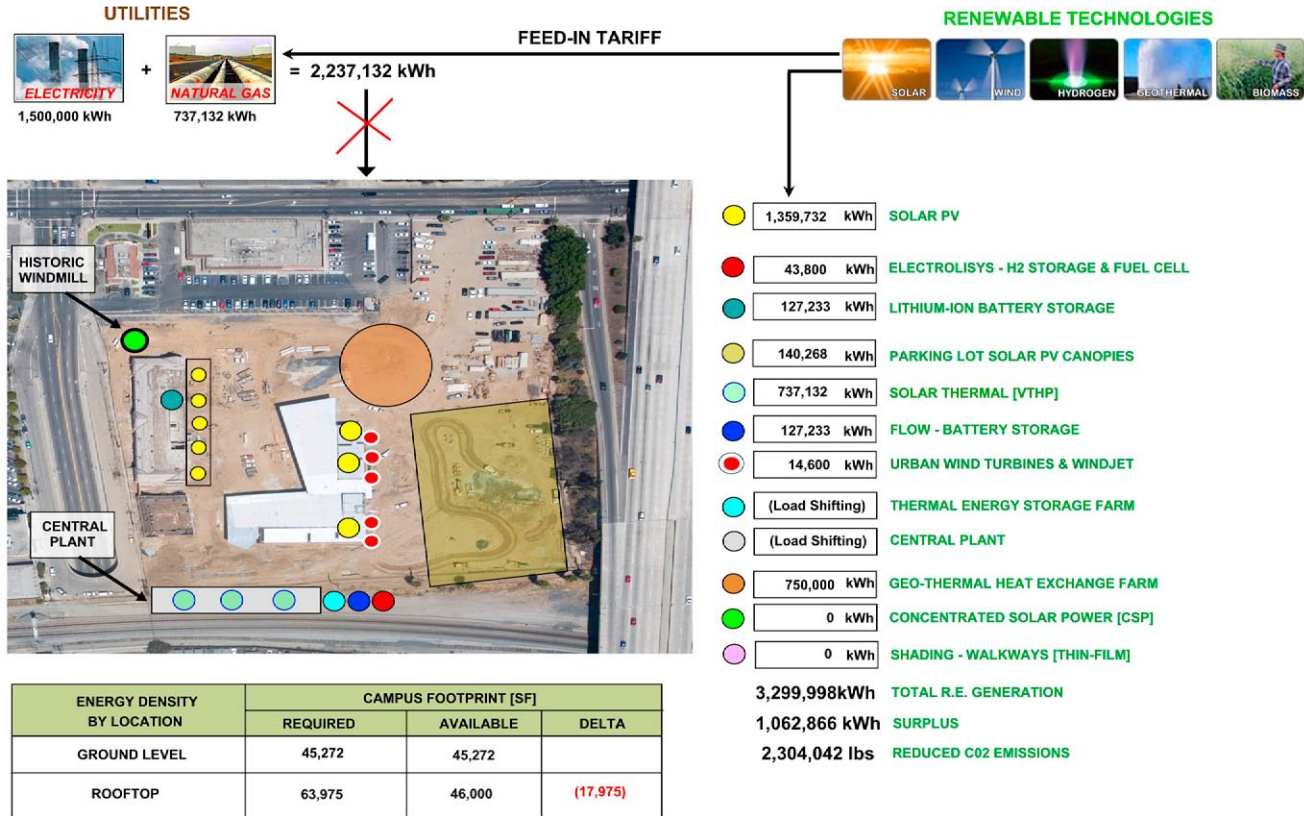 UTILITIES
RENEWABLE TECHNOLOGIES
FEED-IN TARIFF
ELECTRICITY
+
NATURAL GAS
= 2,237,132 kWh
1,500,000 kWh
737,132 kWh
SOLAR
WIND
HYDROGEN
GEOTHERMAL
BIOMASS
HISTORIC
WINDMILL
CENTRAL
PLANT
1,359,732 kWh SOLAR PV
43,800 kWh ELECTROLISYS - H2 STORAGE & FUEL CELL
127,233 kWh LITHIUM-ION BATTERY STORAGE
140,268 kWh PARKING LOT SOLAR PV CANOPIES
737,132 kWh SOLAR THERMAL [VTHP]
127,233 kWh FLOW - BATTERY STORAGE
14,600 kWh URBAN WIND TURBINES & WINDJET
(Load Shifting) THERMAL ENERGY STORAGE FARM
(Load Shifting) CENTRAL PLANT
750,000 kWh GEO-THERMAL HEAT EXCHANGE FARM
0 kWh CONCENTRATED SOLAR POWER [CSP]
0 kWh SHADING - WALKWAYS [THIN-FILM]
3,299,998kWh TOTAL R.E. GENERATION
1,062,866 kWh SURPLUS
2,304,042 lbs REDUCED C02 EMISSIONS
ENERGY DENSITY
BY LOCATION
CAMPUS FOOTPRINT [SF]
REQUIRED AVAILABLE DELTA
GROUND LEVEL 45,272 45,272
ROOFTOP 63,975 46,000 (17,975)